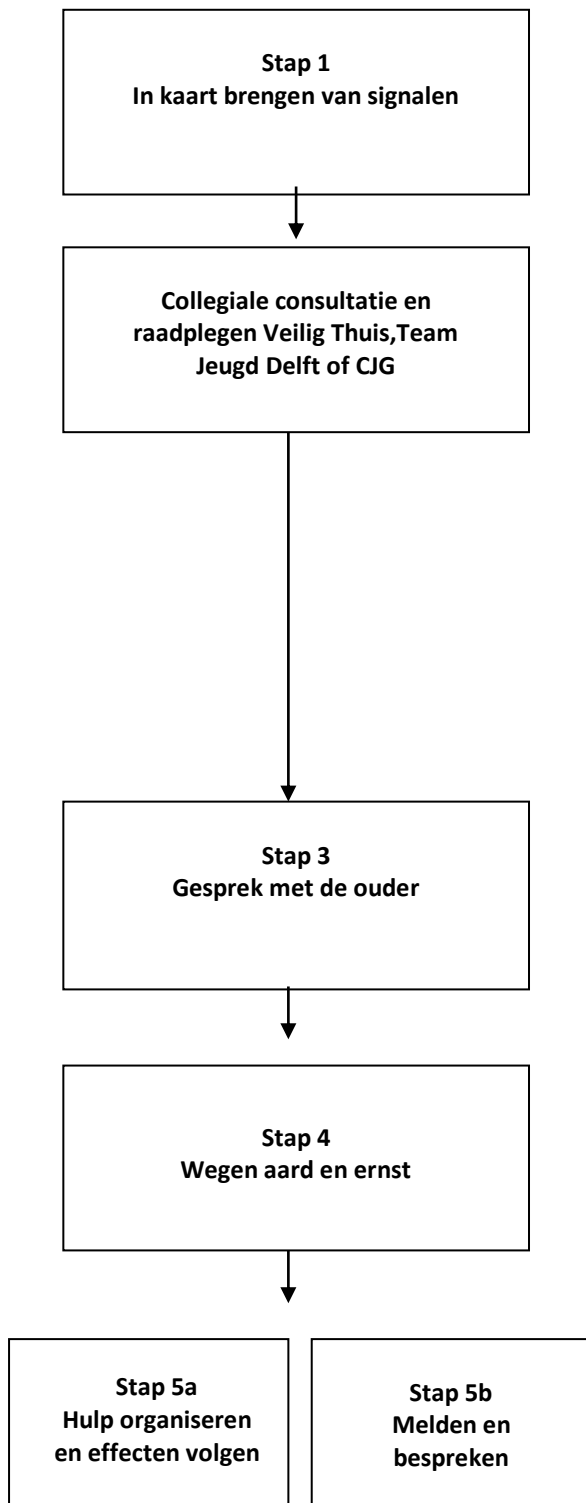 Stap 1
In kaart brengen van signalen
Collegiale consultatie en
raadplegen Veilig Thuis,Team
Jeugd Delft of CJG
Stap 3
Gesprek met de ouder
Stap 4
Wegen aard en ernst
Stap 5a
Hulp organiseren
en effecten volgen
Stap 5b
Melden en
bespreken